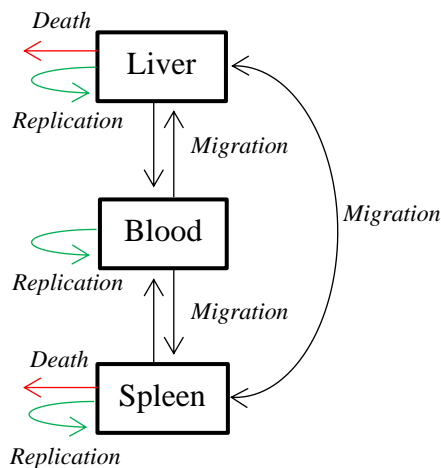 Death
Liver
Replication
Migration
Migration
Blood
Replication
Migration
Death
Spleen
Replication